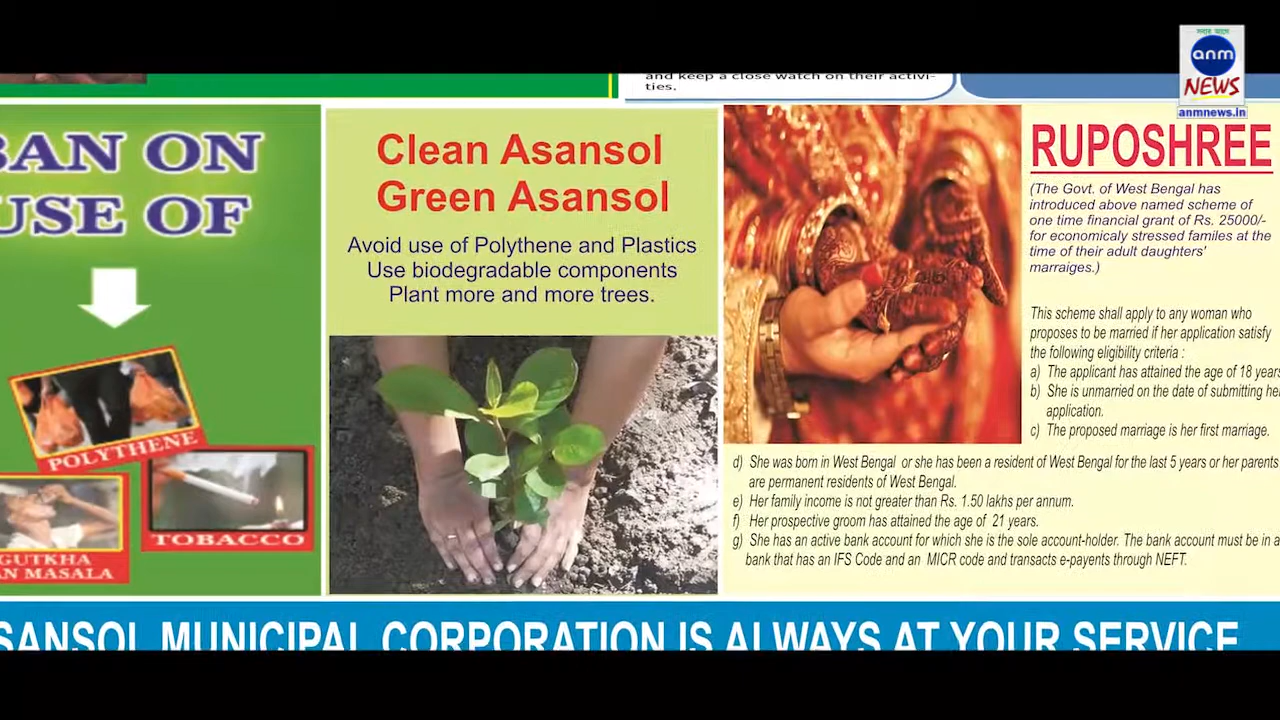 and keep a close watch on their activi-
ties.
সবার আগে
anm
NEWS
anmnews.in
BAN ON
USE OF
POLYTHENE
GUTKHA
AN MASALA
TOBACCO
Clean Asansol
Green Asansol
Avoid use of Polythene and Plastics
Use biodegradable components
Plant more and more trees.
RUPOSHREE
(The Govt. of West Bengal has
introduced above named scheme of
one time financial grant of Rs. 25000/-
for economicaly stressed familes at the
time of their adult daughters'
marraiges.)
This scheme shall apply to any woman who
proposes to be married if her application satisfy
the following eligibility criteria :
a) The applicant has attained the age of 18 years
b) She is unmarried on the date of submitting her
application.
c) The proposed marriage is her first marriage.
d) She was born in West Bengal or she has been a resident of West Bengal for the last 5 years or her parents
are permanent residents of West Bengal.
e) Her family income is not greater than Rs. 1.50 lakhs per annum.
f) Her prospective groom has attained the age of 21 years.
g) She has an active bank account for which she is the sole account-holder. The bank account must be in a
bank that has an IFS Code and an MICR code and transacts e-payments through NEFT.
SANSOL MUNICIPAL CORPORATION IS ALWAYS AT YOUR SERVICE